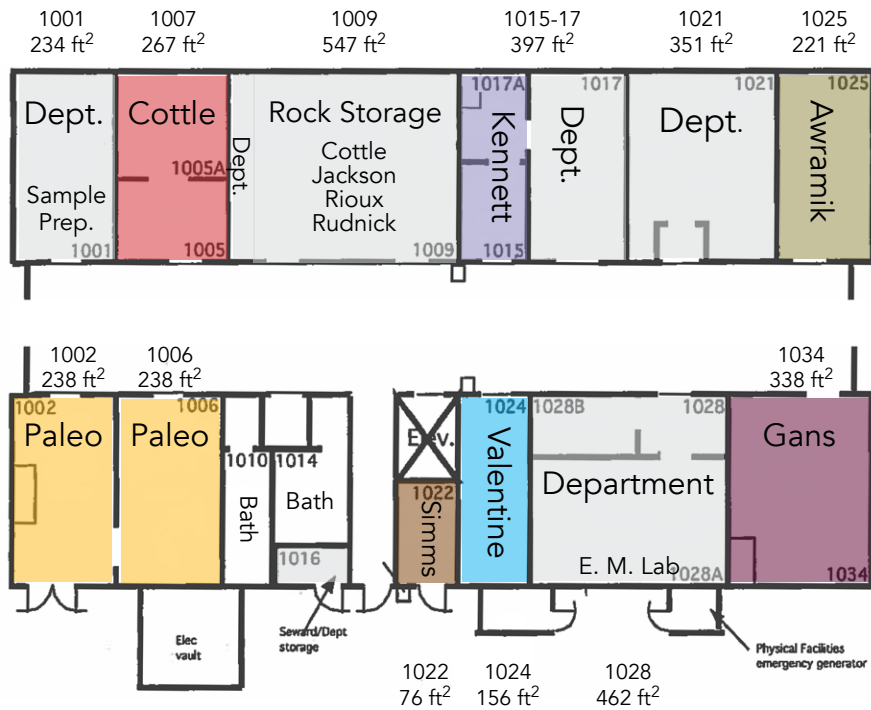 1001
234 ft²
1007
267 ft²
1009
547 ft²
1015-17
397 ft²
1021
351 ft²
1025
221 ft²
Dept.
Sample
Prep.
1001
Cottle
1005A
1005
Dept.
Rock Storage
Cottle
Jackson
Rioux
Rudnick
1009
1017A
Kennett
1015
1017
Dept.
1021
Dept.
1025
Awramik
1002
238 ft²
1006
238 ft²
1034
338 ft²
1002
Paleo
1006
Paleo
1010
Bath
1014
Bath
1016
Elev.
1022
Simms
1024
Valentine
1028B
1028
Department
E. M. Lab
1028A
Gans
1034
Elec
vault
Seward/Dept
storage
Physical Facilities
emergency generator
1022
76 ft²
1024
156 ft²
1028
462 ft²